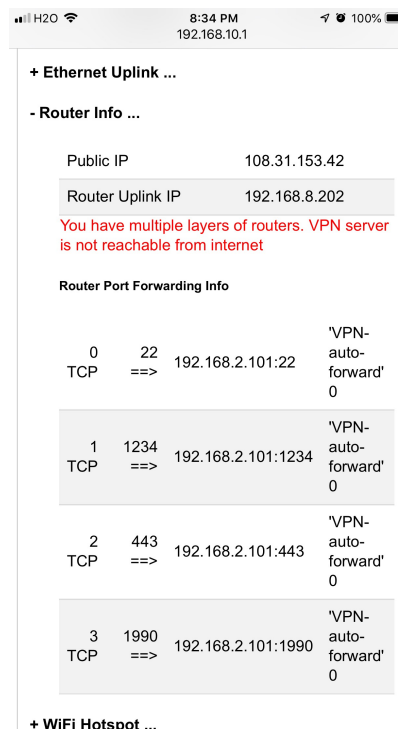 H2O 8:34 PM 100%
192.168.10.1
+ Ethernet Uplink ...
- Router Info ...
Public IP 108.31.153.42
Router Uplink IP 192.168.8.202
You have multiple layers of routers. VPN server
is not reachable from internet
Router Port Forwarding Info
0 TCP 22 ==> 192.168.2.101:22 'VPN-auto-forward' 0
1 TCP 1234 ==> 192.168.2.101:1234 'VPN-auto-forward' 0
2 TCP 443 ==> 192.168.2.101:443 'VPN-auto-forward' 0
3 TCP 1990 ==> 192.168.2.101:1990 'VPN-auto-forward' 0
+ WiFi Hotspot ...